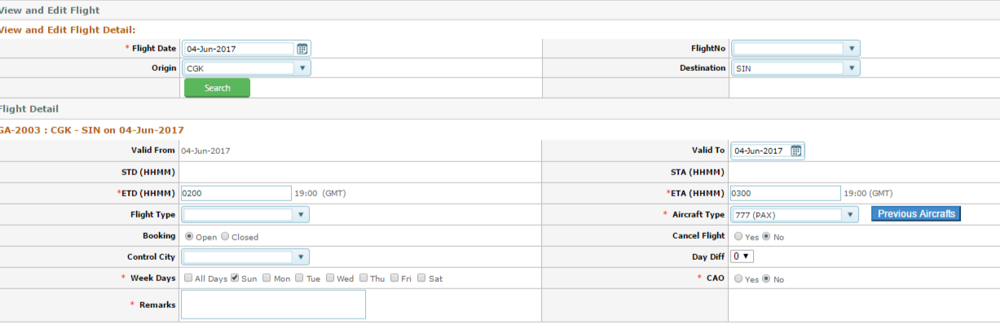 View and Edit Flight
View and Edit Flight Detail:
* Flight Date 04-Jun-2017 FlightNo
Origin CGK Destination SIN
Search
Flight Detail
GA-2003 : CGK - SIN on 04-Jun-2017
Valid From 04-Jun-2017 Valid To 04-Jun-2017
STD (HHMM) STA (HHMM)
*ETD (HHMM) 0200 19:00 (GMT) *ETA (HHMM) 0300 19:00 (GMT)
Flight Type * Aircraft Type 777 (PAX) Previous Aircrafts
Booking Open Closed Cancel Flight Yes No
Control City Day Diff 0
* Week Days All Days Sun Mon Tue Wed Thu Fri Sat * CAO Yes No
* Remarks